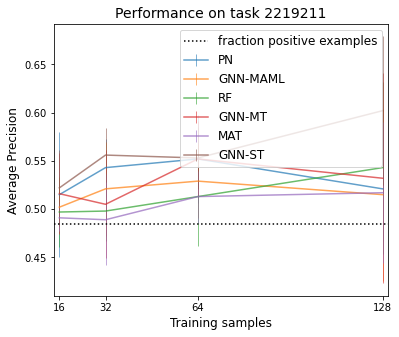 Performance on task 2219211
fraction positive examples
PN
GNN-MAML
RF
GNN-MT
MAT
GNN-ST
Average Precision
0.65
0.60
0.55
0.50
0.45
16 32 64 128
Training samples